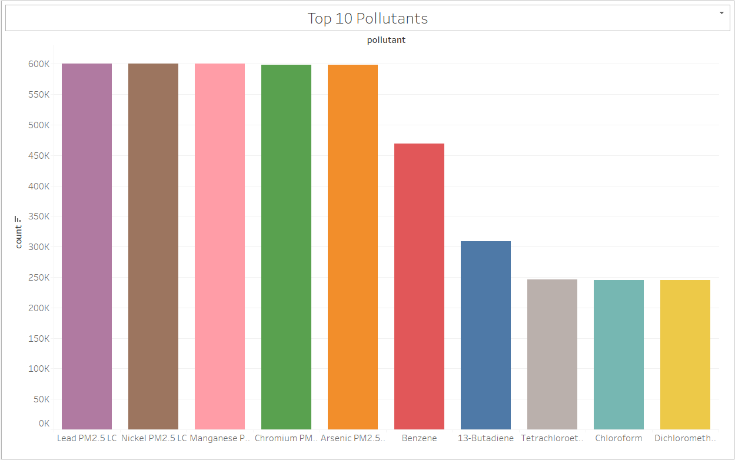 Top 10 Pollutants
pollutant
count
600K
550K
500K
450K
400K
350K
300K
250K
200K
150K
100K
50K
0K
Lead PM2.5 LC Nickel PM2.5 LC Manganese P.. Chromium PM.. Arsenic PM2.5.. Benzene 13-Butadiene Tetrachloroet.. Chloroform Dichlorometh..